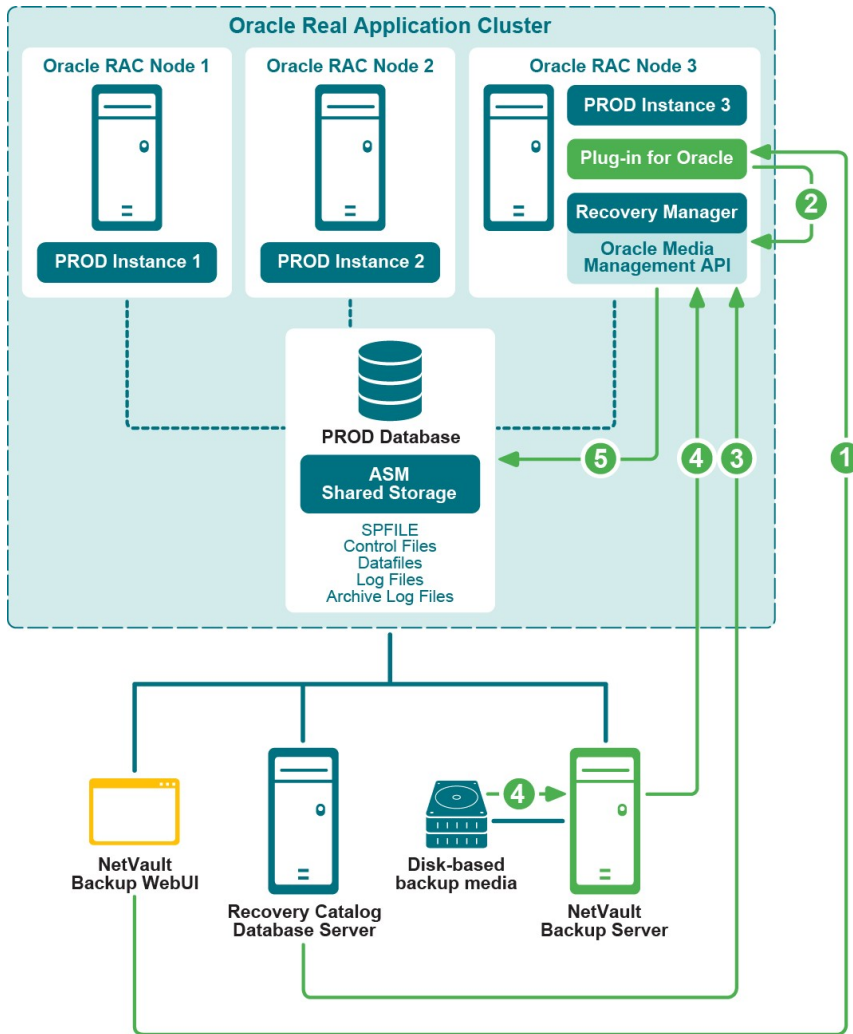 Oracle Real Application Cluster
Oracle RAC Node 1
PROD Instance 1
Oracle RAC Node 2
PROD Instance 2
Oracle RAC Node 3
PROD Instance 3
Plug-in for Oracle
Recovery Manager
Oracle Media
Management API
2
PROD Database
ASM
Shared Storage
SPFILE
Control Files
Datafiles
Log Files
Archive Log Files
5
4
3
1
4
NetVault
Backup WebUI
Recovery Catalog
Database Server
Disk-based
backup media
NetVault
Backup Server